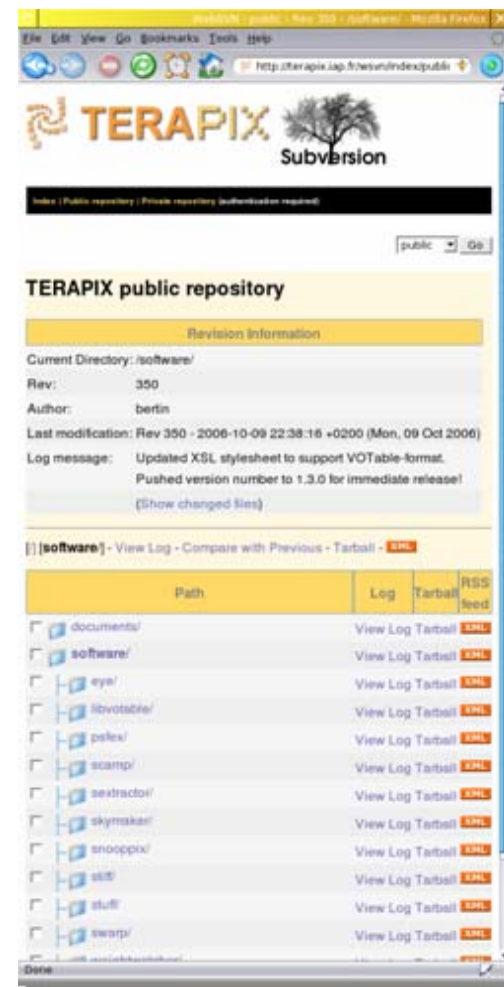 WebSVN - public - Rev 350 - /software/ - Mozilla Firefox
File Edit View Go Bookmarks Tools Help
http://terapix.iap.fr/wsvn/index/publi
TERAPIX
Subversion
Index | Public repository | Private repository (authentication required)
public Go
TERAPIX public repository
Revision Information
Current Directory: /software/
Rev: 350
Author: bertin
Last modification: Rev 350 - 2006-10-09 22:38:16 +0200 (Mon, 09 Oct 2006)
Log message: Updated XSL stylesheet to support VOTable-format.
Pushed version number to 1.3.0 for immediate release!
(Show changed files)
[/] [software/] - View Log - Compare with Previous - Tarball - XML
Path Log Tarball RSS feed
documents/ View Log Tarball XML
software/ View Log Tarball XML
eye/ View Log Tarball XML
libvotable/ View Log Tarball XML
psfex/ View Log Tarball XML
scamp/ View Log Tarball XML
sextractor/ View Log Tarball XML
skymaker/ View Log Tarball XML
snooppix/ View Log Tarball XML
stiff/ View Log Tarball XML
stuff/ View Log Tarball XML
swarp/ View Log Tarball XML
Done